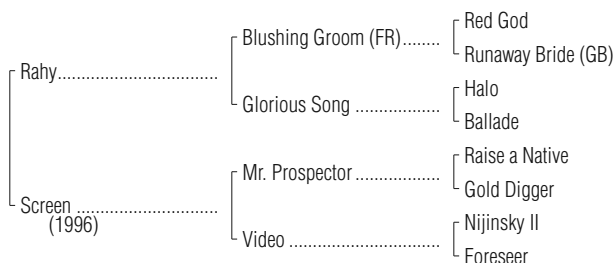 Red God
Blushing Groom (FR)........
Runaway Bride (GB)
Rahy..................................
Halo
Glorious Song ..................
Ballade
Raise a Native
Mr. Prospector ..................
Gold Digger
Screen ..............................
(1996)
Nijinsky II
Video ................................
Foreseer